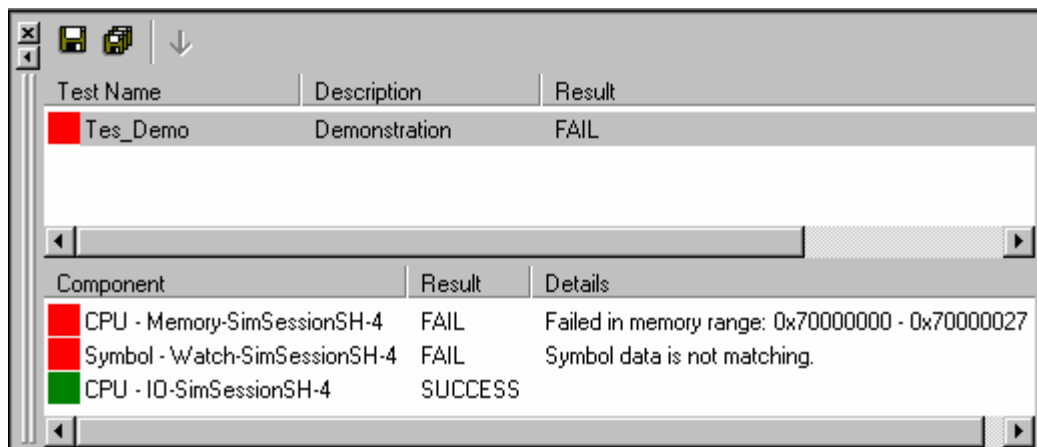 Test Name Description Result
Tes_Demo Demonstration FAIL
Component Result Details
CPU - Memory-SimSessionSH-4 FAIL Failed in memory range: 0x70000000 - 0x70000027
Symbol - Watch-SimSessionSH-4 FAIL Symbol data is not matching.
CPU - IO-SimSessionSH-4 SUCCESS